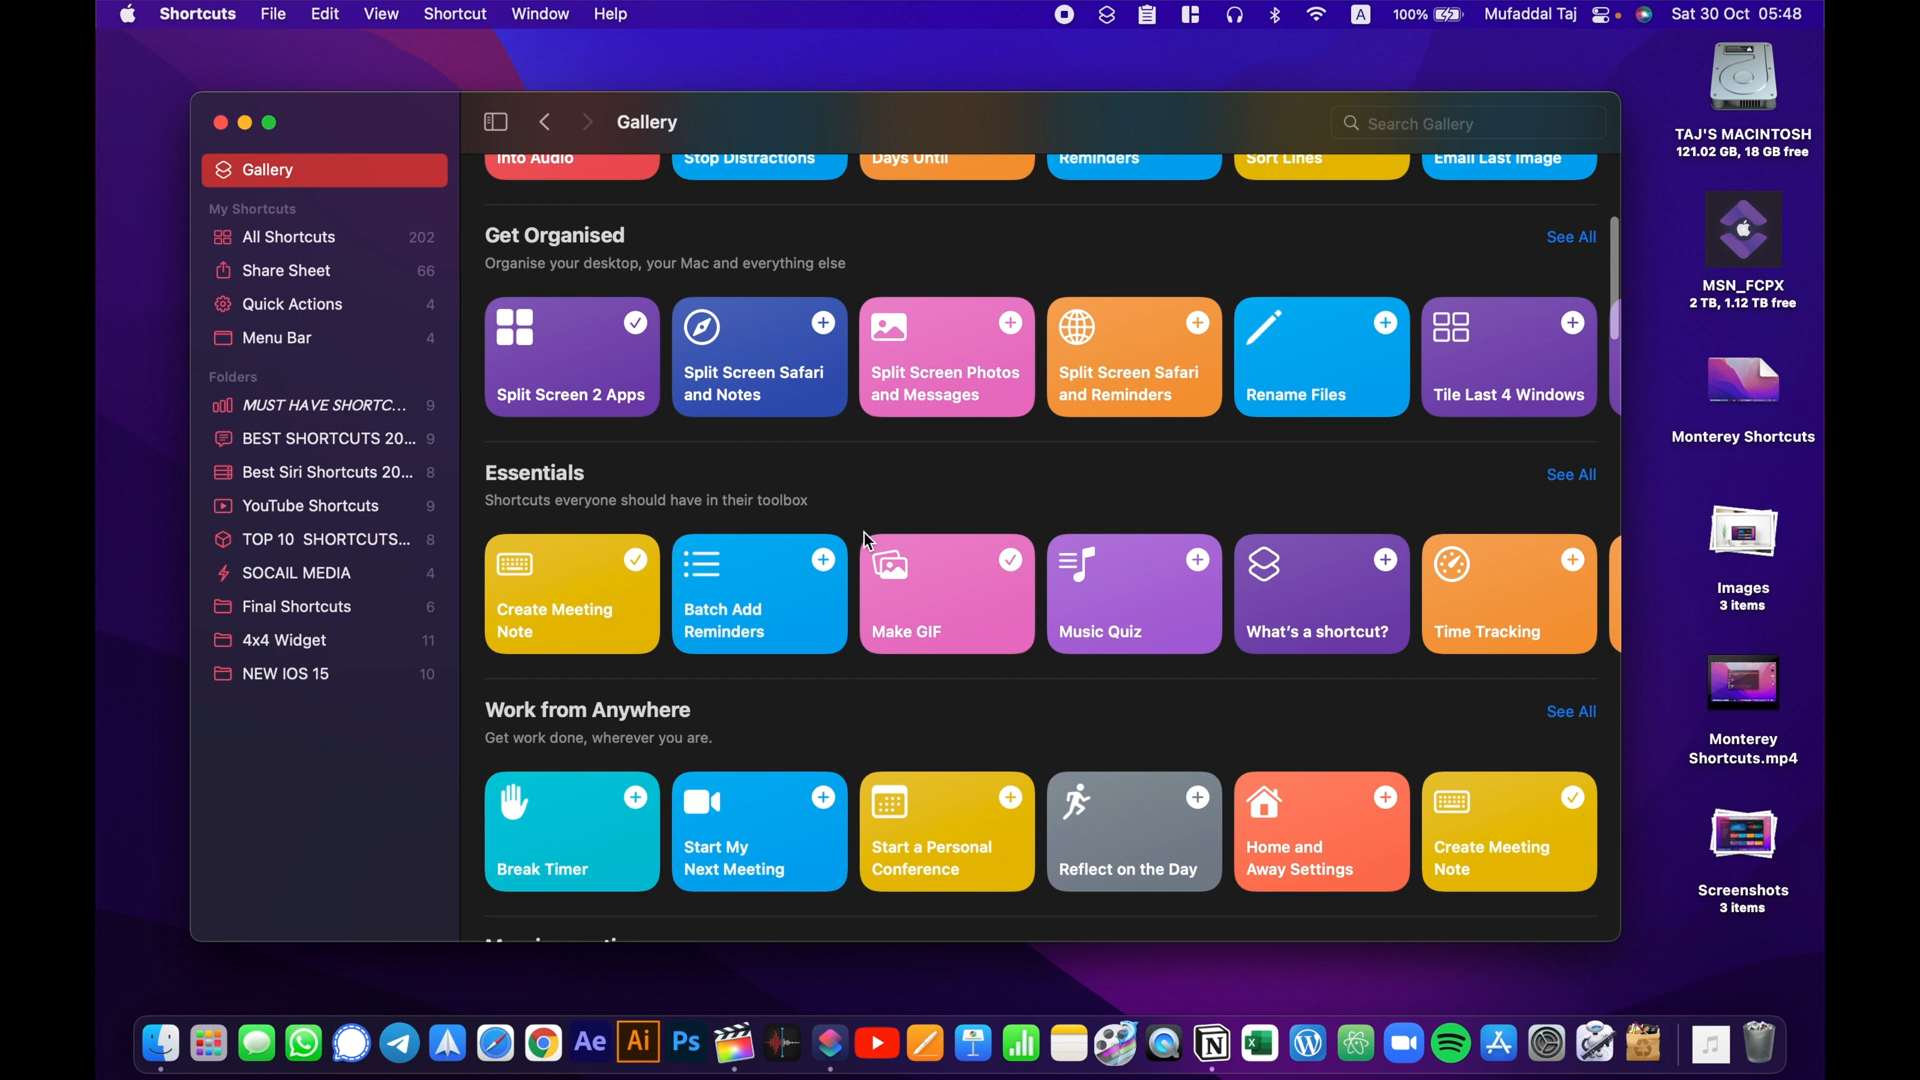 Shortcuts File Edit View Shortcut Window Help
A 100% Mufaddal Taj Sat 30 Oct 05:48
Gallery
Search Gallery
Gallery
My Shortcuts
All Shortcuts 202
Share Sheet 66
Quick Actions 4
Menu Bar 4
Folders
MUST HAVE SHORTC... 9
BEST SHORTCUTS 20... 9
Best Siri Shortcuts 20... 8
YouTube Shortcuts 9
TOP 10 SHORTCUTS... 8
SOCAIL MEDIA 4
Final Shortcuts 6
4x4 Widget 11
NEW IOS 15 10
Into Audio
Stop Distractions
Days Until
Reminders
Sort Lines
Email Last Image
Get Organised
See All
Organise your desktop, your Mac and everything else
Split Screen 2 Apps
Split Screen Safari
and Notes
Split Screen Photos
and Messages
Split Screen Safari
and Reminders
Rename Files
Tile Last 4 Windows
Essentials
See All
Shortcuts everyone should have in their toolbox
Create Meeting
Note
Batch Add
Reminders
Make GIF
Music Quiz
What's a shortcut?
Time Tracking
Work from Anywhere
See All
Get work done, wherever you are.
Break Timer
Start My
Next Meeting
Start a Personal
Conference
Reflect on the Day
Home and
Away Settings
Create Meeting
Note
TAJ'S MACINTOSH
121.02 GB, 18 GB free
MSN_FCPX
2 TB, 1.12 TB free
Monterey Shortcuts
Images
3 items
Monterey
Shortcuts.mp4
Screenshots
3 items
Ae
Ai
Ps